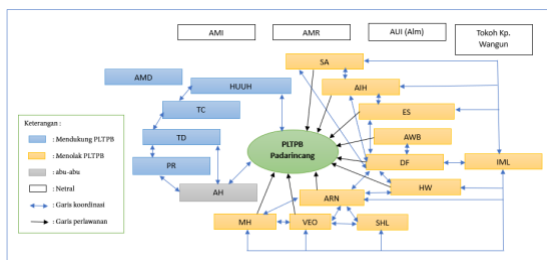 AMI
AMR
AUI (Alm)
Tokoh Kp.
Wangun
SA
AMD
HUUH
AIH
TC
ES
Keterangan :
: Mendukung PLTPB
: Menolak PLTPB
: abu-abu
: Netral
: Garis koordinasi
: Garis perlawanan
TD
PLTPB
Padarincang
AWB
PR
DF
IML
AH
HW
ARN
MH
VEO
SHL